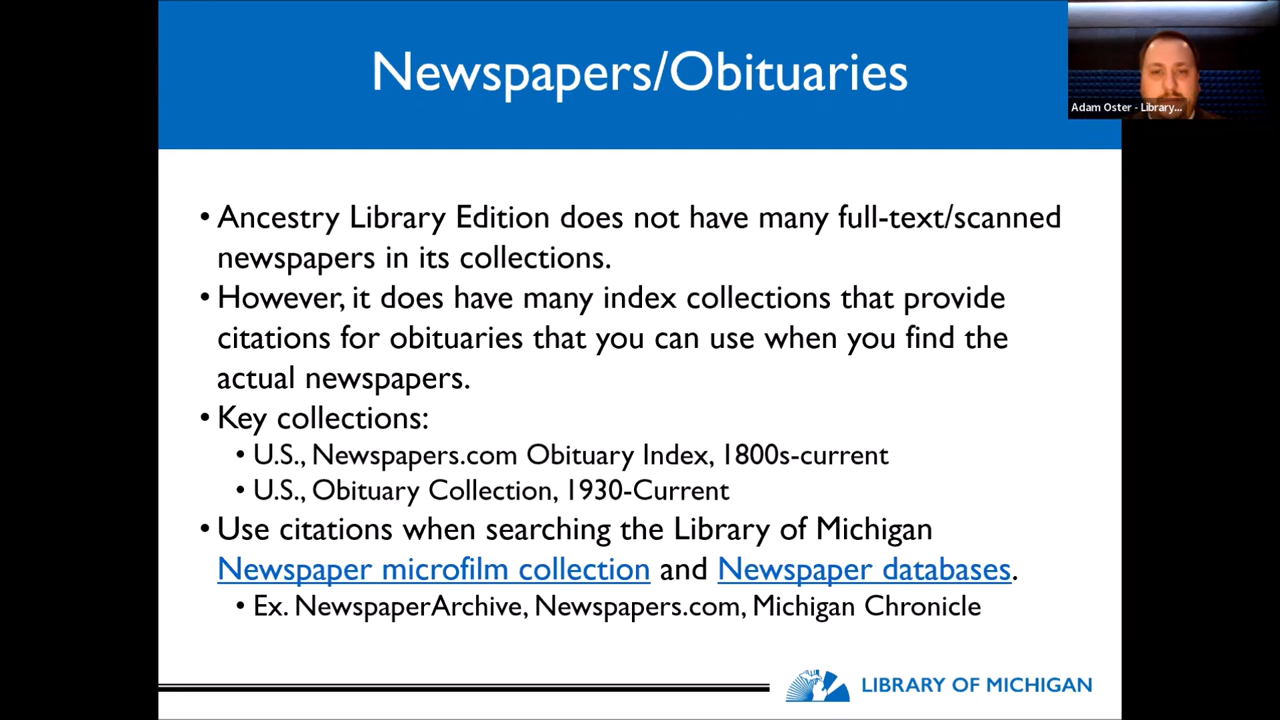 Newspapers/Obituaries
Adam Oster - Library...
• Ancestry Library Edition does not have many full-text/scanned
newspapers in its collections.
• However, it does have many index collections that provide
citations for obituaries that you can use when you find the
actual newspapers.
• Key collections:
• U.S., Newspapers.com Obituary Index, 1800s-current
• U.S., Obituary Collection, 1930-Current
• Use citations when searching the Library of Michigan
Newspaper microfilm collection and Newspaper databases.
• Ex. NewspaperArchive, Newspapers.com, Michigan Chronicle
LIBRARY OF MICHIGAN